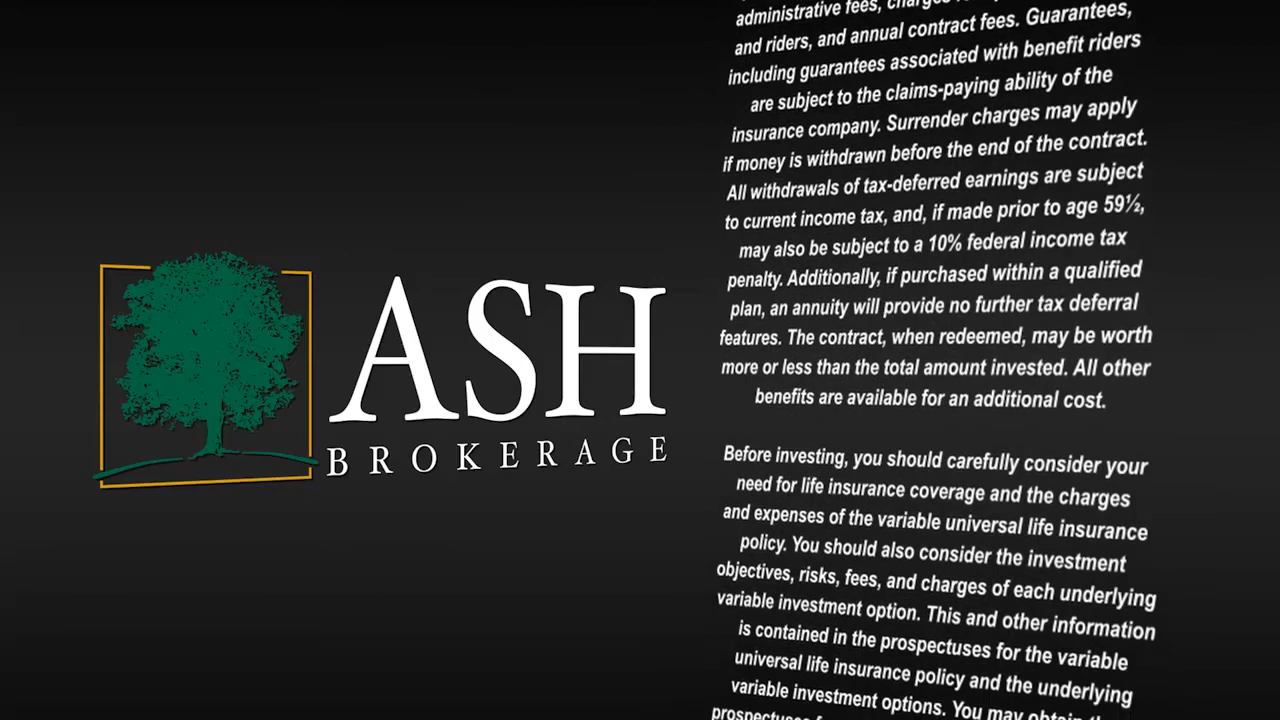 ASH
BROKERAGE
administrative fees, charges
and riders, and annual contract fees. Guarantees,
including guarantees associated with benefit riders
are subject to the claims-paying ability of the
insurance company. Surrender charges may apply
if money is withdrawn before the end of the contract.
All withdrawals of tax-deferred earnings are subject
to current income tax, and, if made prior to age 59½,
may also be subject to a 10% federal income tax
penalty. Additionally, if purchased within a qualified
plan, an annuity will provide no further tax deferral
features. The contract, when redeemed, may be worth
more or less than the total amount invested. All other
benefits are available for an additional cost.
Before investing, you should carefully consider your
need for life insurance coverage and the charges
and expenses of the variable universal life insurance
policy. You should also consider the investment
objectives, risks, fees, and charges of each underlying
variable investment option. This and other information
is contained in the prospectuses for the variable
universal life insurance policy and the underlying
variable investment options. You may obtain
prospectuses